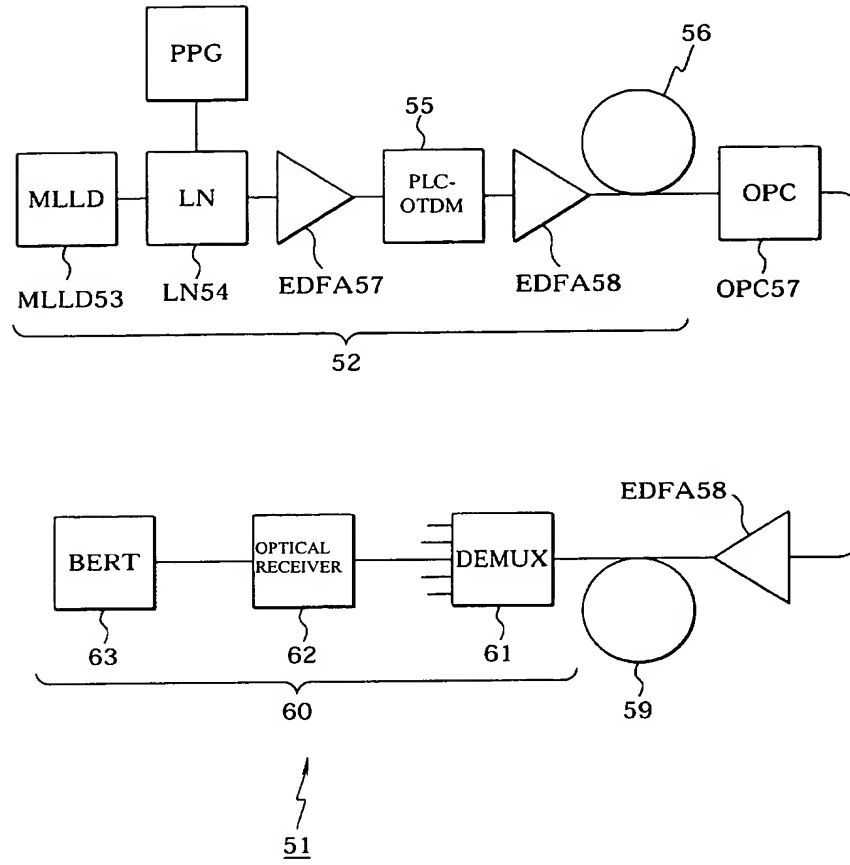 PPG
56
55
MLLD
LN
PLC-
OTDM
OPC
MLLD53
LN54
EDFA57
EDFA58
OPC57
52
EDFA58
BERT
OPTICAL
RECEIVER
DEMUX
63
62
61
59
60
51